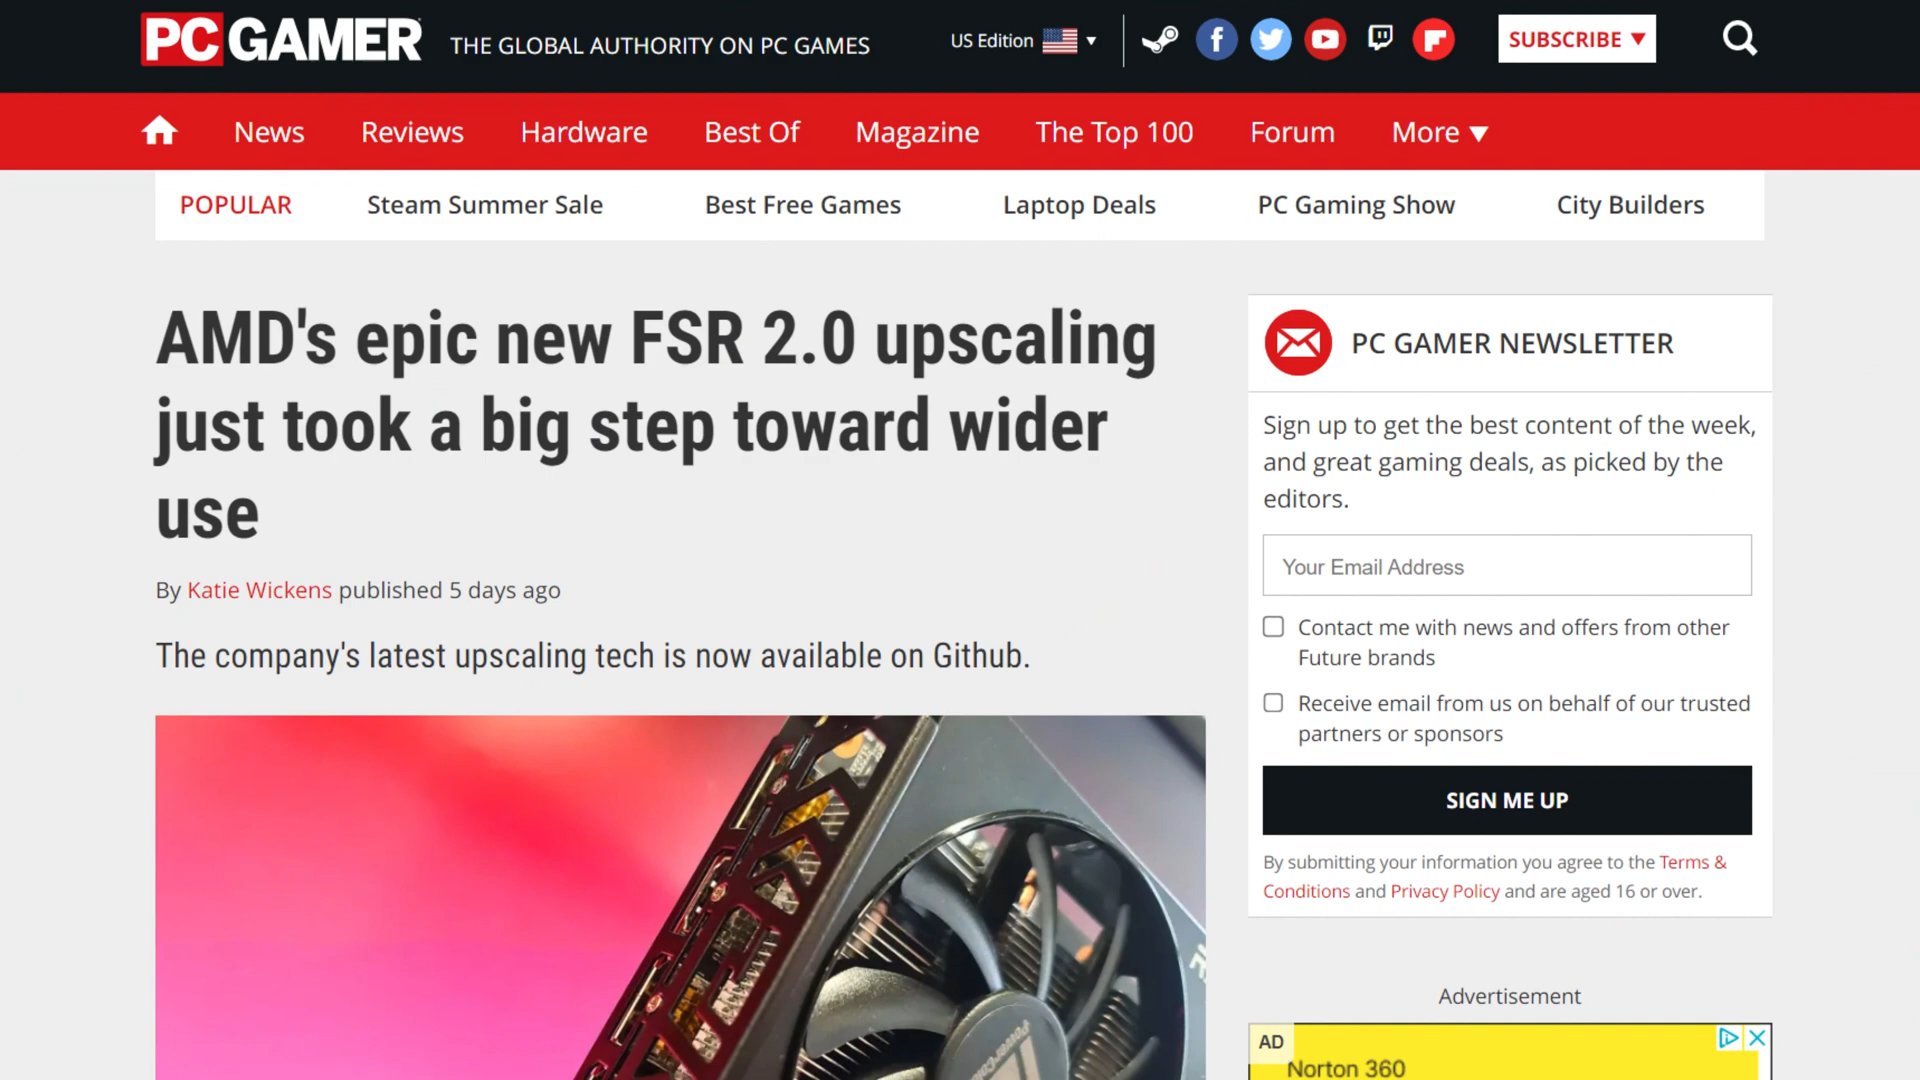 PC GAMER
THE GLOBAL AUTHORITY ON PC GAMES
US Edition
SUBSCRIBE
News
Reviews
Hardware
Best Of
Magazine
The Top 100
Forum
More
POPULAR
Steam Summer Sale
Best Free Games
Laptop Deals
PC Gaming Show
City Builders
AMD's epic new FSR 2.0 upscaling
just took a big step toward wider
use
By Katie Wickens published 5 days ago
The company's latest upscaling tech is now available on Github.
PC GAMER NEWSLETTER
Sign up to get the best content of the week,
and great gaming deals, as picked by the
editors.
Your Email Address
Contact me with news and offers from other
Future brands
Receive email from us on behalf of our trusted
partners or sponsors
SIGN ME UP
By submitting your information you agree to the Terms &
Conditions and Privacy Policy and are aged 16 or over.
Advertisement
AD
Norton 360